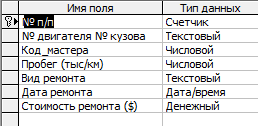 Имя поля Тип данных
№ п/п Счетчик
№ двигателя № кузова Текстовый
Код_мастера Числовой
Пробег (тыс/км) Числовой
Вид ремонта Текстовый
Дата ремонта Дата/время
Стоимость ремонта ($) Денежный